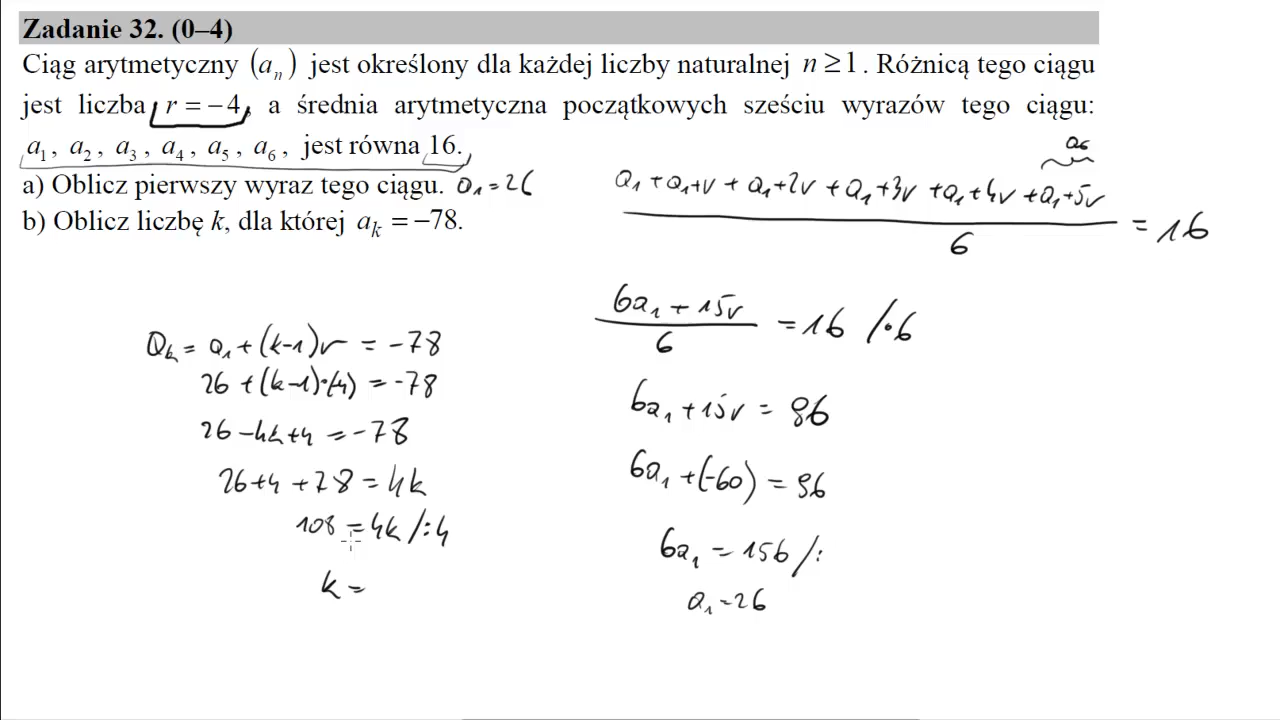 Zadanie 32. (0–4)
Ciąg arytmetyczny (aₙ) jest określony dla każdej liczby naturalnej n ≥ 1. Różnicą tego ciągu
jest liczba r = −4, a średnia arytmetyczna początkowych sześciu wyrazów tego ciągu:
a₁, a₂, a₃, a₄, a₅, a₆, jest równa 16.
a) Oblicz pierwszy wyraz tego ciągu. a₁=26
b) Oblicz liczbę k, dla której aₖ = −78.
aₖ = a₁ + (k−1)r = −78
26 + (k−1)·(-4) = −78
26 −4k+4 = −78
26+4 +78 = 4k
108 = 4k /:4
k =
a₆
a₁ + a₁+r + a₁+2r + a₁+3r + a₁+4r + a₁+5r
6
= 16
6a₁ + 15r
6
= 16 /·6
6a₁ + 15r = 96
6a₁ + (−60) = 96
6a₁ = 156 /:
a₁ = 26